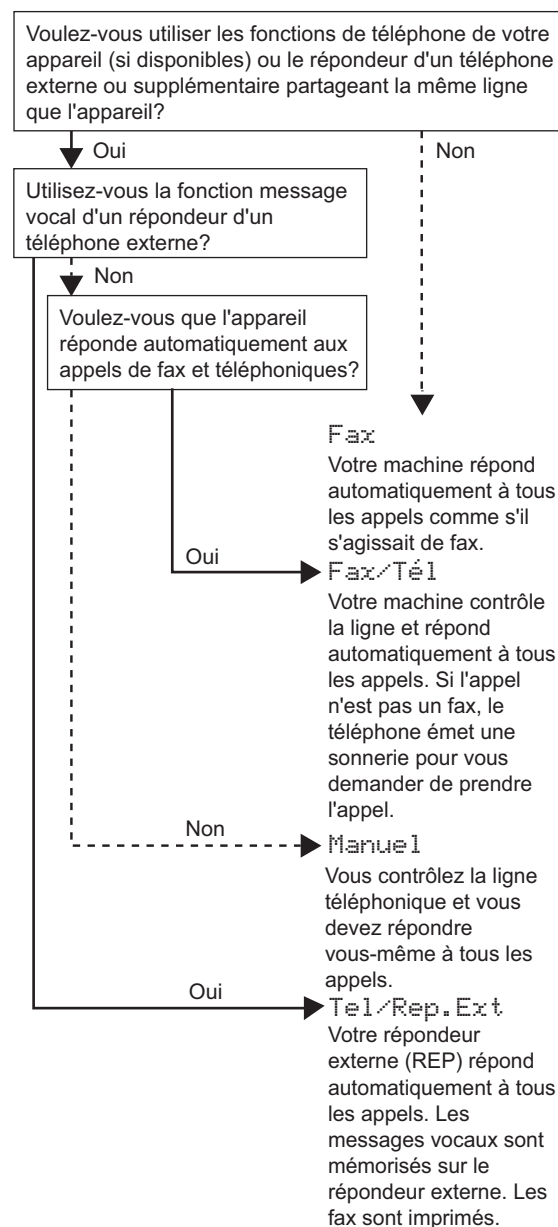 Voulez-vous utiliser les fonctions de téléphone de votre
appareil (si disponibles) ou le répondeur d'un téléphone
externe ou supplémentaire partageant la même ligne
que l'appareil?
Oui
Non
Utilisez-vous la fonction message
vocal d'un répondeur d'un
téléphone externe?
Non
Voulez-vous que l'appareil
réponde automatiquement aux
appels de fax et téléphoniques?
Fax
Votre machine répond
automatiquement à tous
les appels comme s'il
s'agissait de fax.
Oui
Fax/Tél
Votre machine contrôle
la ligne et répond
automatiquement à tous
les appels. Si l'appel
n'est pas un fax, le
téléphone émet une
sonnerie pour vous
demander de prendre
l'appel.
Non
Manuel
Vous contrôlez la ligne
téléphonique et vous
devez répondre
vous-même à tous les
appels.
Oui
Tel/Rep.Ext
Votre répondeur
externe (REP) répond
automatiquement à tous
les appels. Les
messages vocaux sont
mémorisés sur le
répondeur externe. Les
fax sont imprimés.